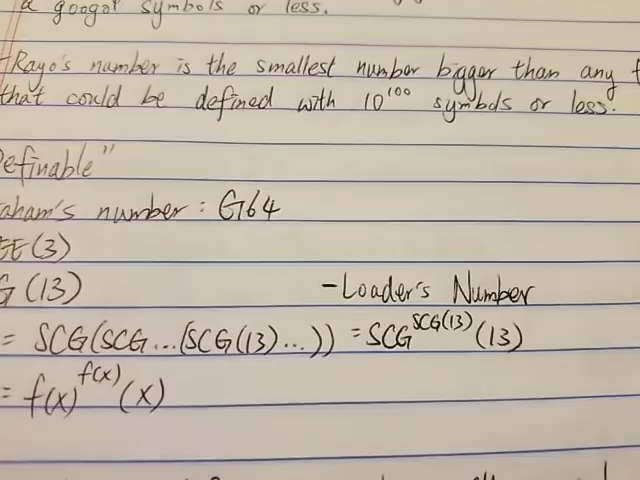 a googol symbols or less.
Rayo's number is the smallest number bigger than any f
that could be defined with 10^100 symbols or less.
efinable"
aham's number : G64
EE(3)
G(13)
-Loader's Number
= SCG(SCG...(SCG(13)...)) = SCG^SCG(13) (13)
= f(x)^f(x) (x)